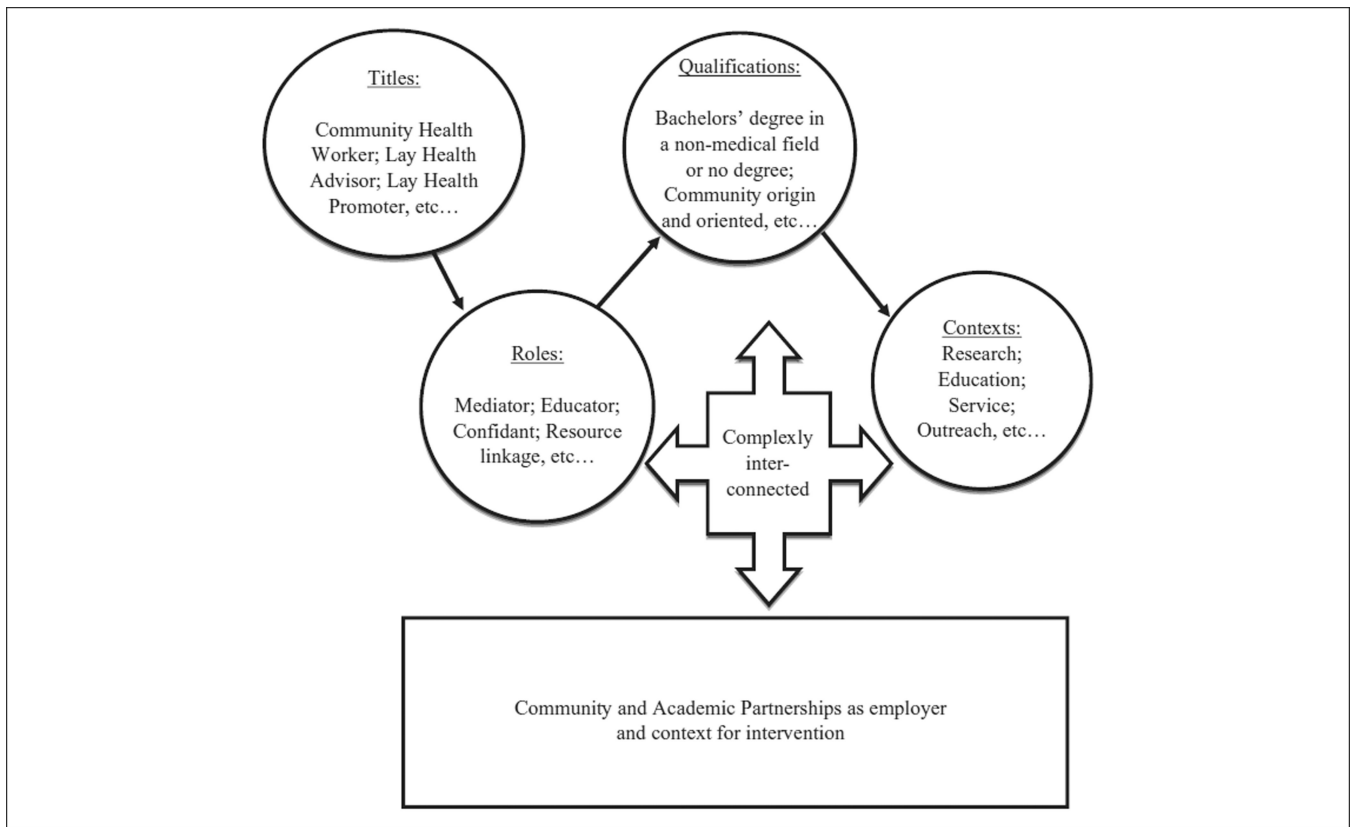 Titles:
Community Health
Worker; Lay Health
Advisor; Lay Health
Promoter, etc…
Qualifications:
Bachelors’ degree in
a non-medical field
or no degree;
Community origin
and oriented, etc…
Roles:
Mediator; Educator;
Confidant; Resource
linkage, etc…
Contexts:
Research;
Education;
Service;
Outreach, etc…
Complexly
inter-
connected
Community and Academic Partnerships as employer
and context for intervention